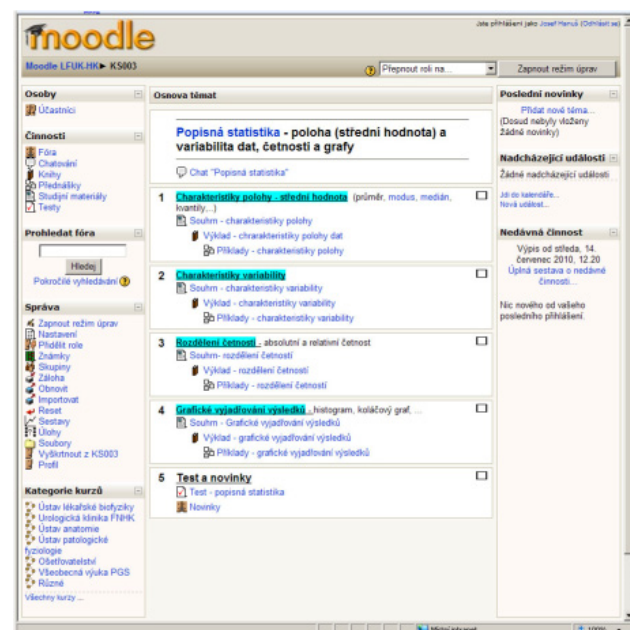 moodle
Jste přihlášeni jako Josef Hanuš (Odhlásit se)
Moodle LFUK-HK► KS003
Přepnout roli na...
Zapnout režim úprav
Osoby
Účastníci
Činnosti
Fóra
Chatování
Knihy
Přednášky
Studijní materiály
Testy
Prohledat fóra
Hledej
Pokročilé vyhledávání
Správa
Zapnout režim úprav
Nastavení
Přidělit role
Známky
Skupiny
Záloha
Obnovit
Importovat
Reset
Sestavy
Úlohy
Soubory
Vyškrtnout z KS003
Profil
Kategorie kurzů
Ústav lékařské biofyziky
Urologická klinika FNHK
Ústav anatomie
Ústav patologické
fyziologie
Ošetřovatelství
Všeobecná výuka PGS
Různé
Všechny kurzy ...
Osnova témat
Popisná statistika - poloha (střední hodnota) a
variabilita dat, četnosti a grafy
Chat "Popisná statistika"
1 Charakteristiky polohy - střední hodnota (průměr, modus, medián,
kvantily,...)
Souhrn - charakteristiky polohy
Výklad - chrarakteristiky polohy dat
Příklady - charakteristiky polohy
2 Charakteristiky variability
Souhrn - charakteristiky variability
Výklad - charakteristiky variability
Příklady - charakteristiky variability
3 Rozdělení četností - absolutní a relativní četnost
Souhrn- rozdělení četností
Výklad - rozdělení četností
Příklady - rozdělení četností
4 Grafické vyjadřování výsledků - histogram, koláčový graf, ...
Souhrn - Grafické vyjadřování výsledků
Výklad - grafické vyjadřování výsledků
Příklady - grafické vyjadřování výsledků
5 Test a novinky
Test - popisná statistika
Novinky
Poslední novinky
Přidat nové téma...
(Dosud nebyly vloženy
žádné novinky)
Nadcházející události
Žádné nadcházející události
Jdi do kalendáře...
Nová událost...
Nedávná činnost
Výpis od středa, 14.
červenec 2010, 12.20
Úplná sestava o nedávné
činnosti...
Nic nového od vašeho
posledního přihlášení.
Místní intranet
100%